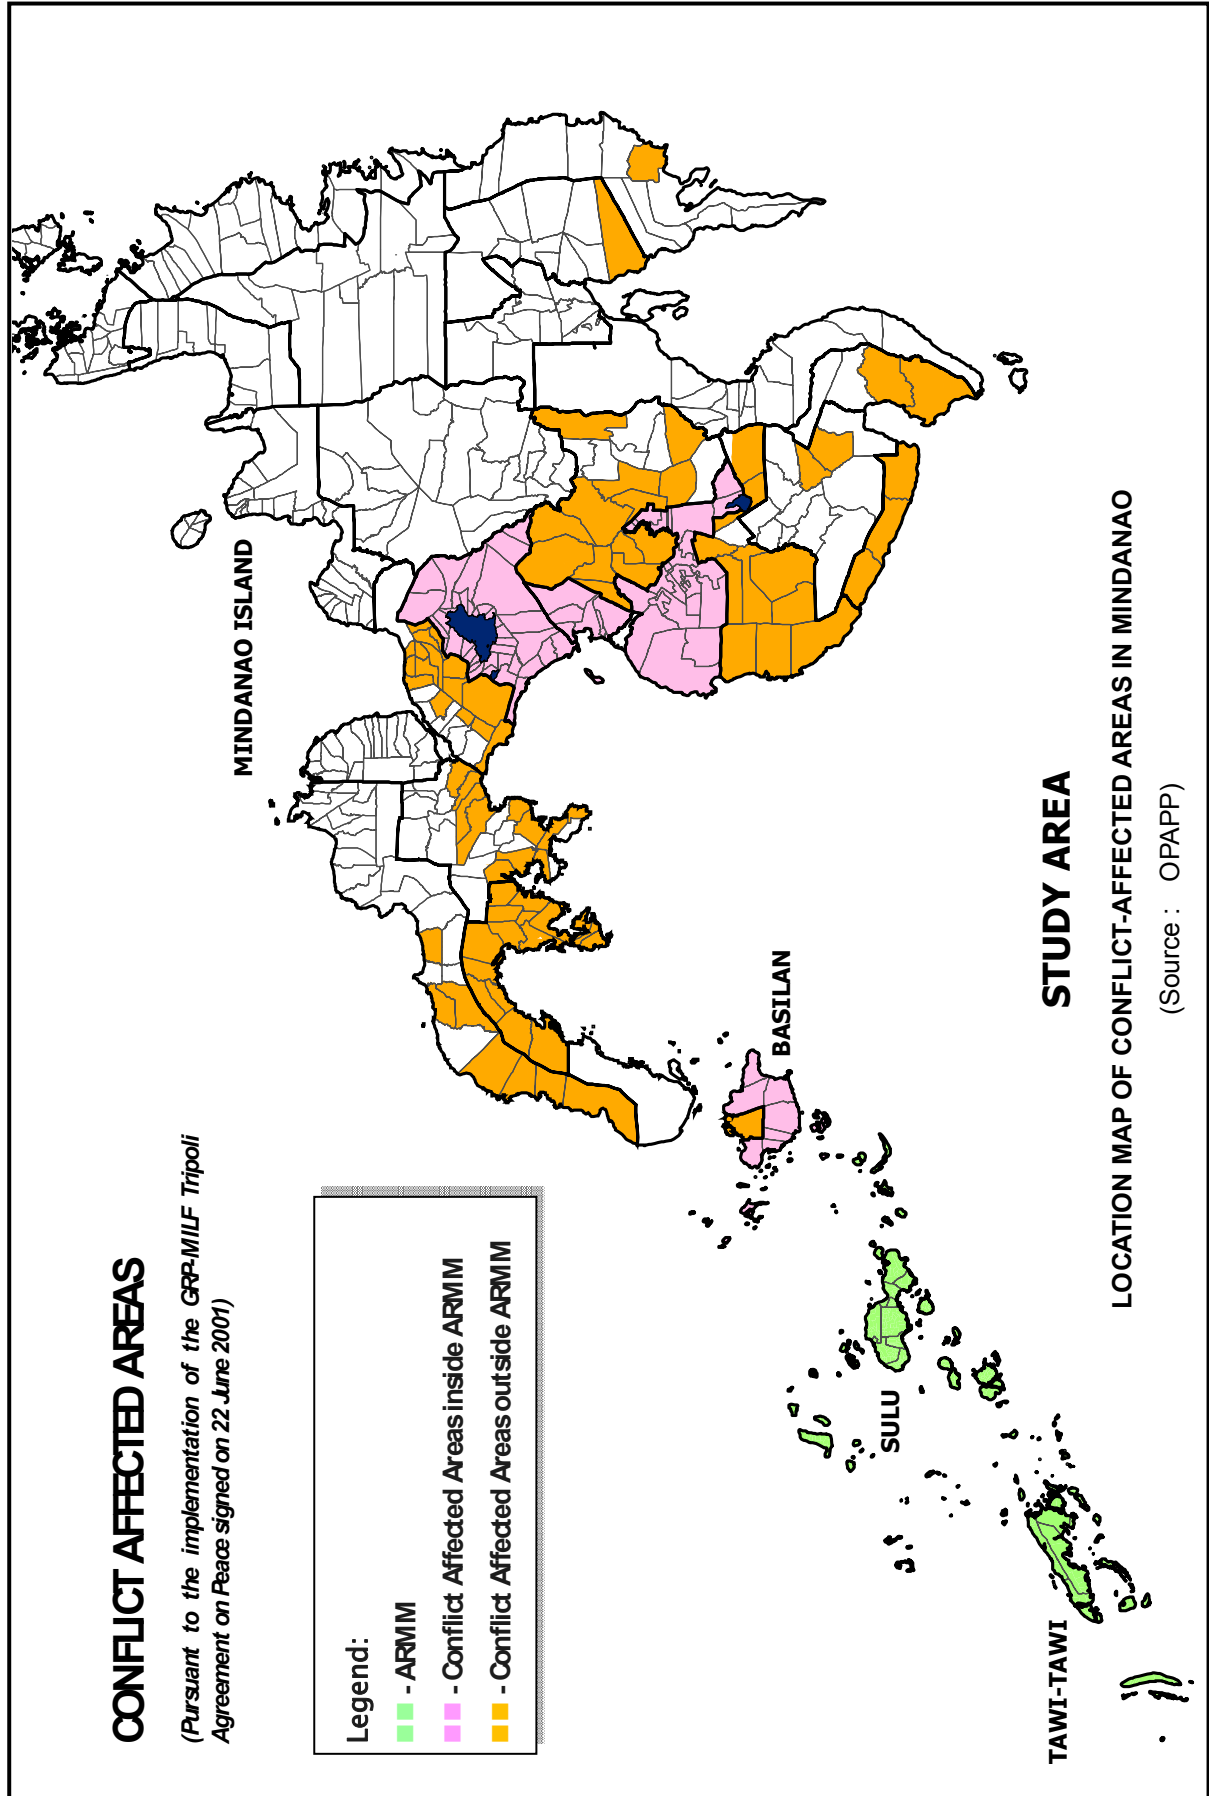 CONFLICT AFFECTED AREAS
(Pursuant to the implementation of the GRP-MILF Tripoli
Agreement on Peace signed on 22 June 2001)
Legend:
- ARMM
- Conflict Affected Areas inside ARMM
- Conflict Affected Areas outside ARMM
MINDANAO ISLAND
BASILAN
SULU
TAWI-TAWI
STUDY AREA
LOCATION MAP OF CONFLICT-AFFECTED AREAS IN MINDANAO
(Source : OPAPP)